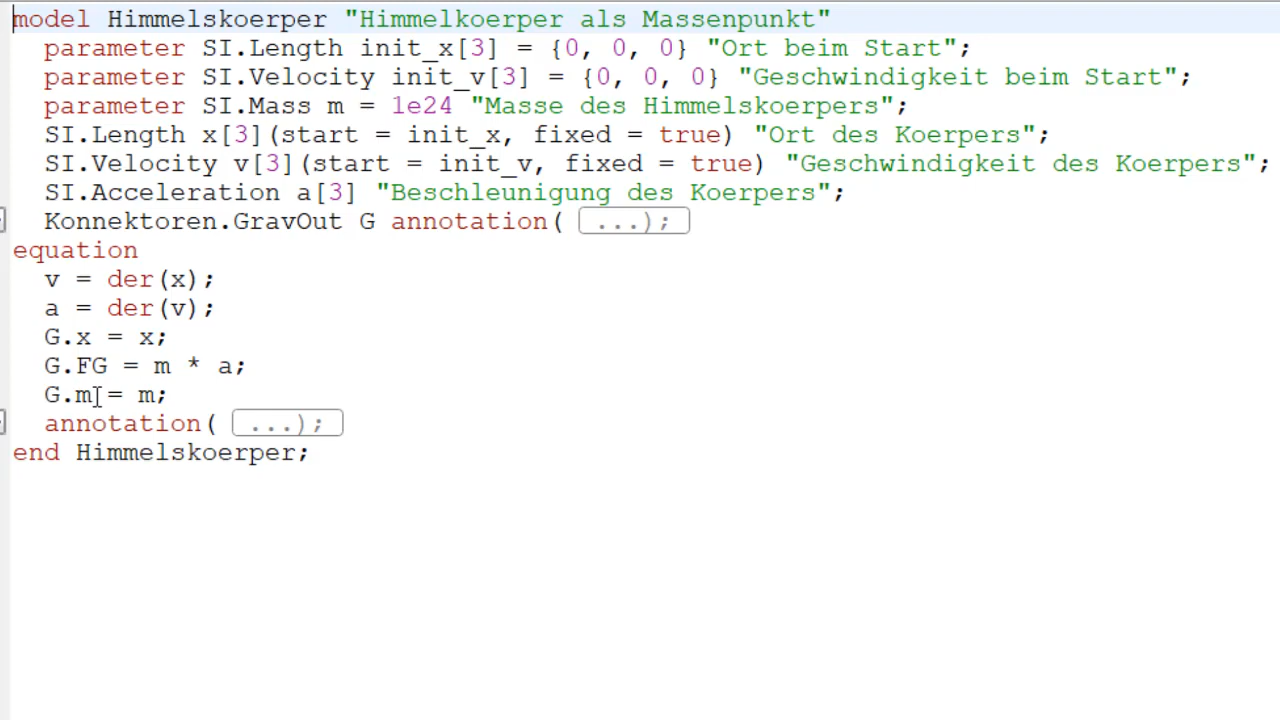 model Himmelskoerper "Himmelkoerper als Massenpunkt"
  parameter SI.Length init_x[3] = {0, 0, 0} "Ort beim Start";
  parameter SI.Velocity init_v[3] = {0, 0, 0} "Geschwindigkeit beim Start";
  parameter SI.Mass m = 1e24 "Masse des Himmelskoerpers";
  SI.Length x[3](start = init_x, fixed = true) "Ort des Koerpers";
  SI.Velocity v[3](start = init_v, fixed = true) "Geschwindigkeit des Koerpers";
  SI.Acceleration a[3] "Beschleunigung des Koerpers";
  Konnektoren.GravOut G annotation( ...);
equation
  v = der(x);
  a = der(v);
  G.x = x;
  G.FG = m * a;
  G.m = m;
  annotation( ...);
end Himmelskoerper;